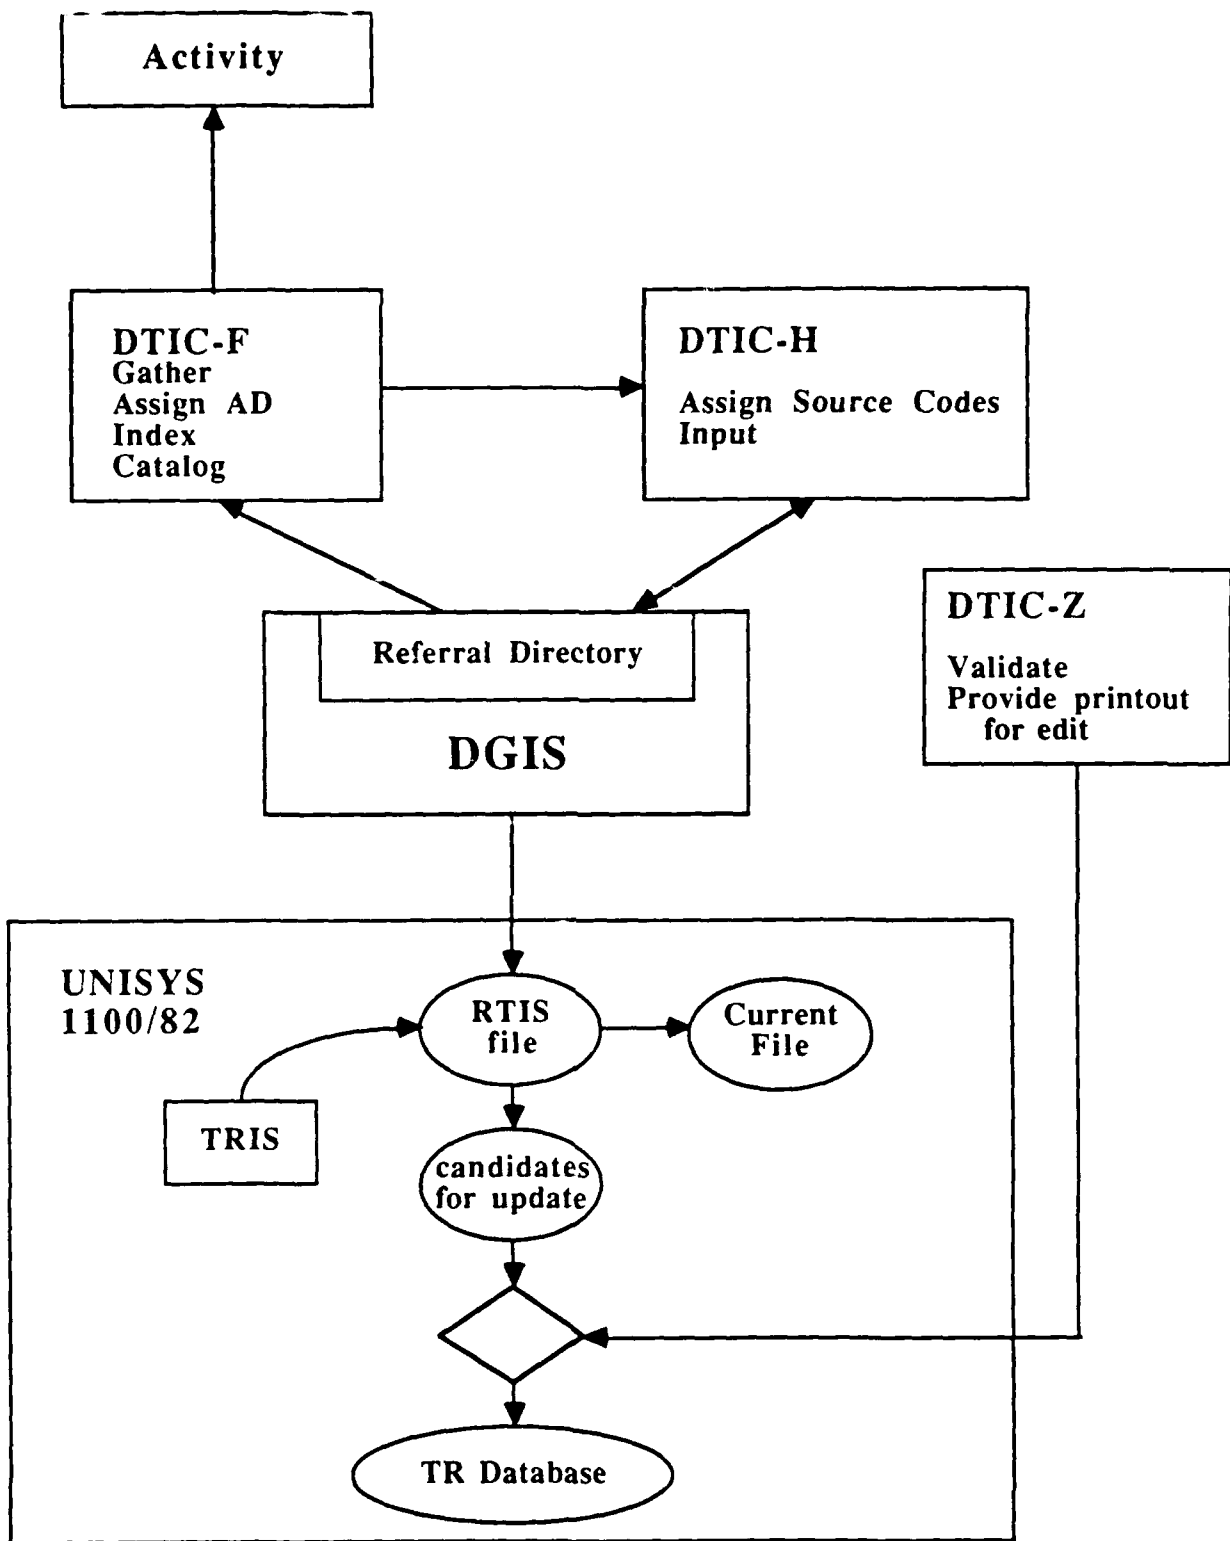 Activity
DTIC-F
Gather
Assign AD
Index
Catalog
DTIC-H
Assign Source Codes
Input
Referral Directory
DGIS
DTIC-Z
Validate
Provide printout
for edit
UNISYS
1100/82
RTIS
file
Current
File
TRIS
candidates
for update
TR Database